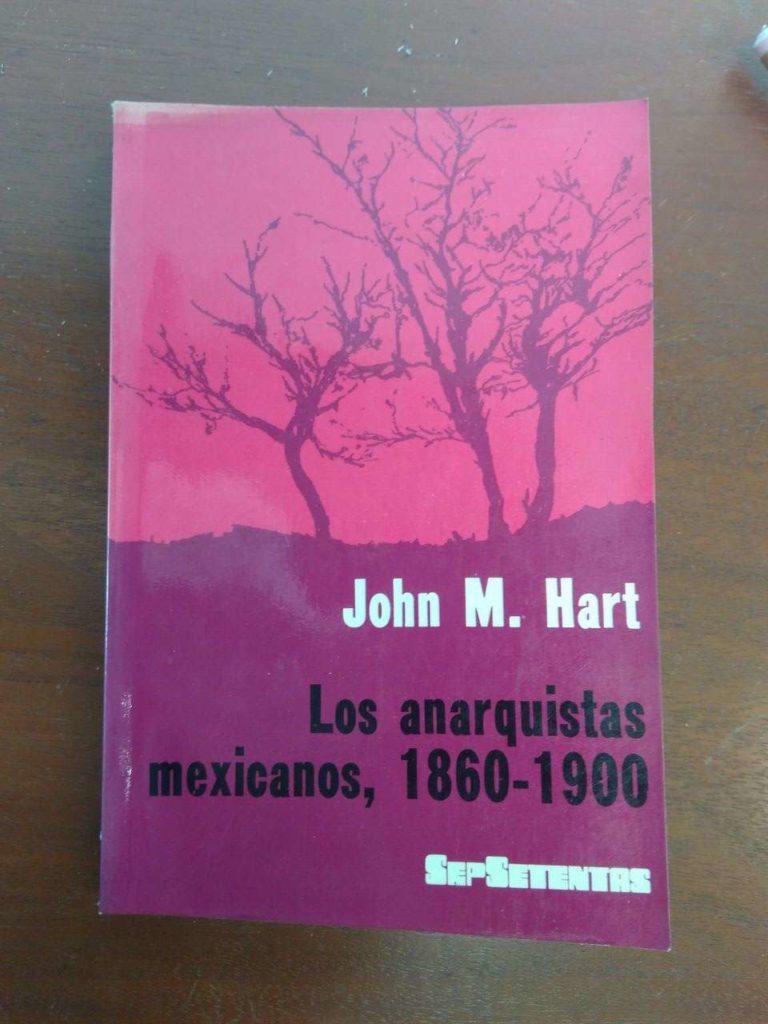 John M. Hart
Los anarquistas
mexicanos, 1860-1900
SEPSETENTAS